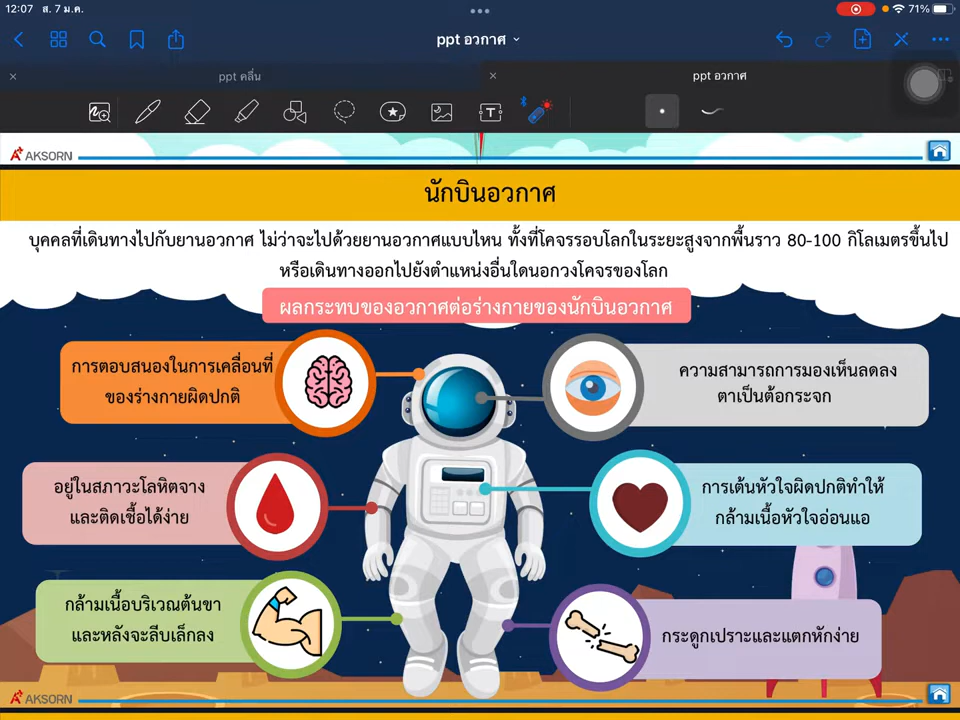 12:07 ส. 7 ม.ค. 71%
ppt อวกาศ
ppt คลื่น
ppt อวกาศ
AKSORN
นักบินอวกาศ
บุคคลที่เดินทางไปกับยานอวกาศ ไม่ว่าจะไปด้วยยานอวกาศแบบไหน ทั้งที่โคจรรอบโลกในระยะสูงจากพื้นราว 80-100 กิโลเมตรขึ้นไป
หรือเดินทางออกไปยังตำแหน่งอื่นใดนอกวงโคจรของโลก
ผลกระทบของอวกาศต่อร่างกายของนักบินอวกาศ
การตอบสนองในการเคลื่อนที่
ของร่างกายผิดปกติ
ความสามารถการมองเห็นลดลง
ตาเป็นต้อกระจก
อยู่ในสภาวะโลหิตจาง
และติดเชื้อได้ง่าย
การเต้นหัวใจผิดปกติทำให้
กล้ามเนื้อหัวใจอ่อนแอ
กล้ามเนื้อบริเวณต้นขา
และหลังจะลีบเล็กลง
กระดูกเปราะและแตกหักง่าย
AKSORN